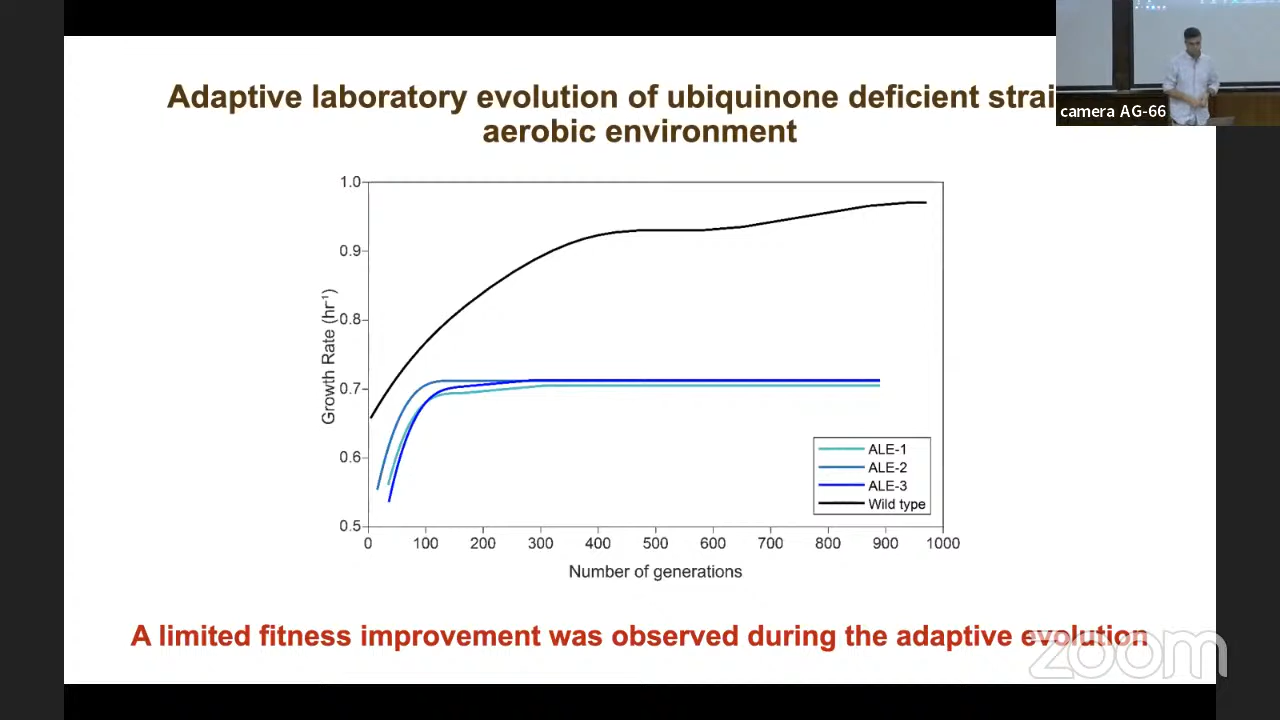 Adaptive laboratory evolution of ubiquinone deficient
aerobic environment
camera AG-66
1.0
0.9
0.8
0.7
0.6
0.5
Growth Rate (hr⁻¹)
0 100 200 300 400 500 600 700 800 900 1000
Number of generations
ALE-1
ALE-2
ALE-3
Wild type
A limited fitness improvement was observed during the adaptive evolution
zoom